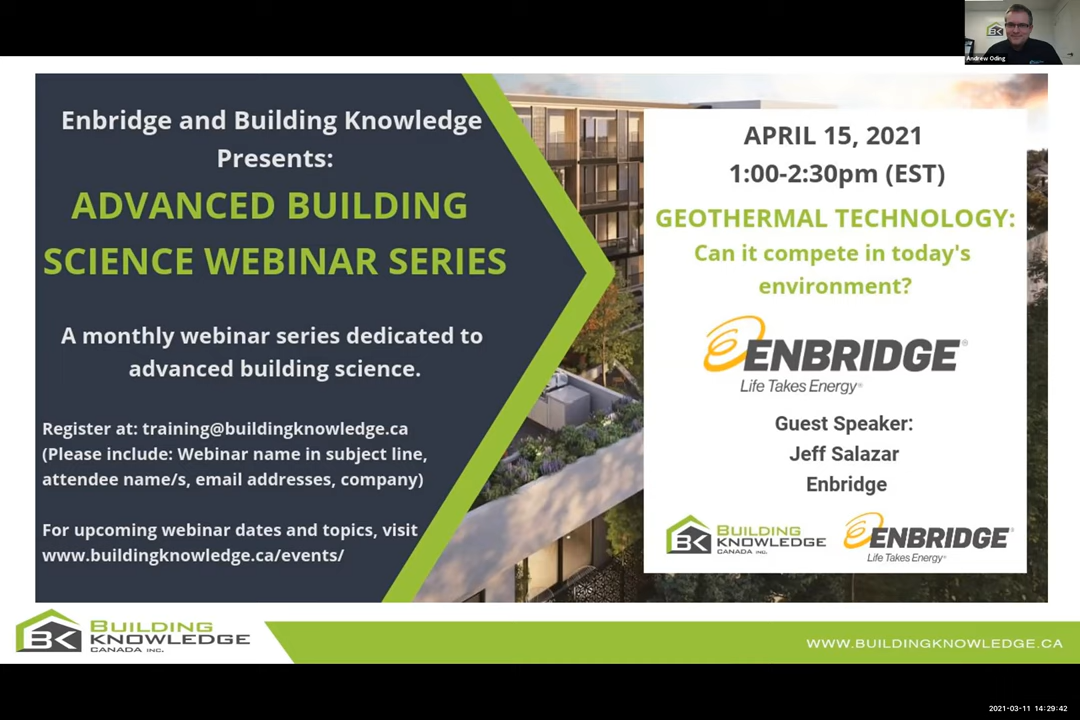 BK
Andrew Oding
Enbridge and Building Knowledge
Presents:
ADVANCED BUILDING
SCIENCE WEBINAR SERIES
A monthly webinar series dedicated to
advanced building science.
Register at: training@buildingknowledge.ca
(Please include: Webinar name in subject line,
attendee name/s, email addresses, company)
For upcoming webinar dates and topics, visit
www.buildingknowledge.ca/events/
APRIL 15, 2021
1:00-2:30pm (EST)
GEOTHERMAL TECHNOLOGY:
Can it compete in today's
environment?
ENBRIDGE®
Life Takes Energy®
Guest Speaker:
Jeff Salazar
Enbridge
BK BUILDING
KNOWLEDGE
CANADA INC.
ENBRIDGE®
Life Takes Energy®
BK BUILDING
KNOWLEDGE
CANADA INC.
WWW.BUILDINGKNOWLEDGE.CA
2021-03-11 14:29:42